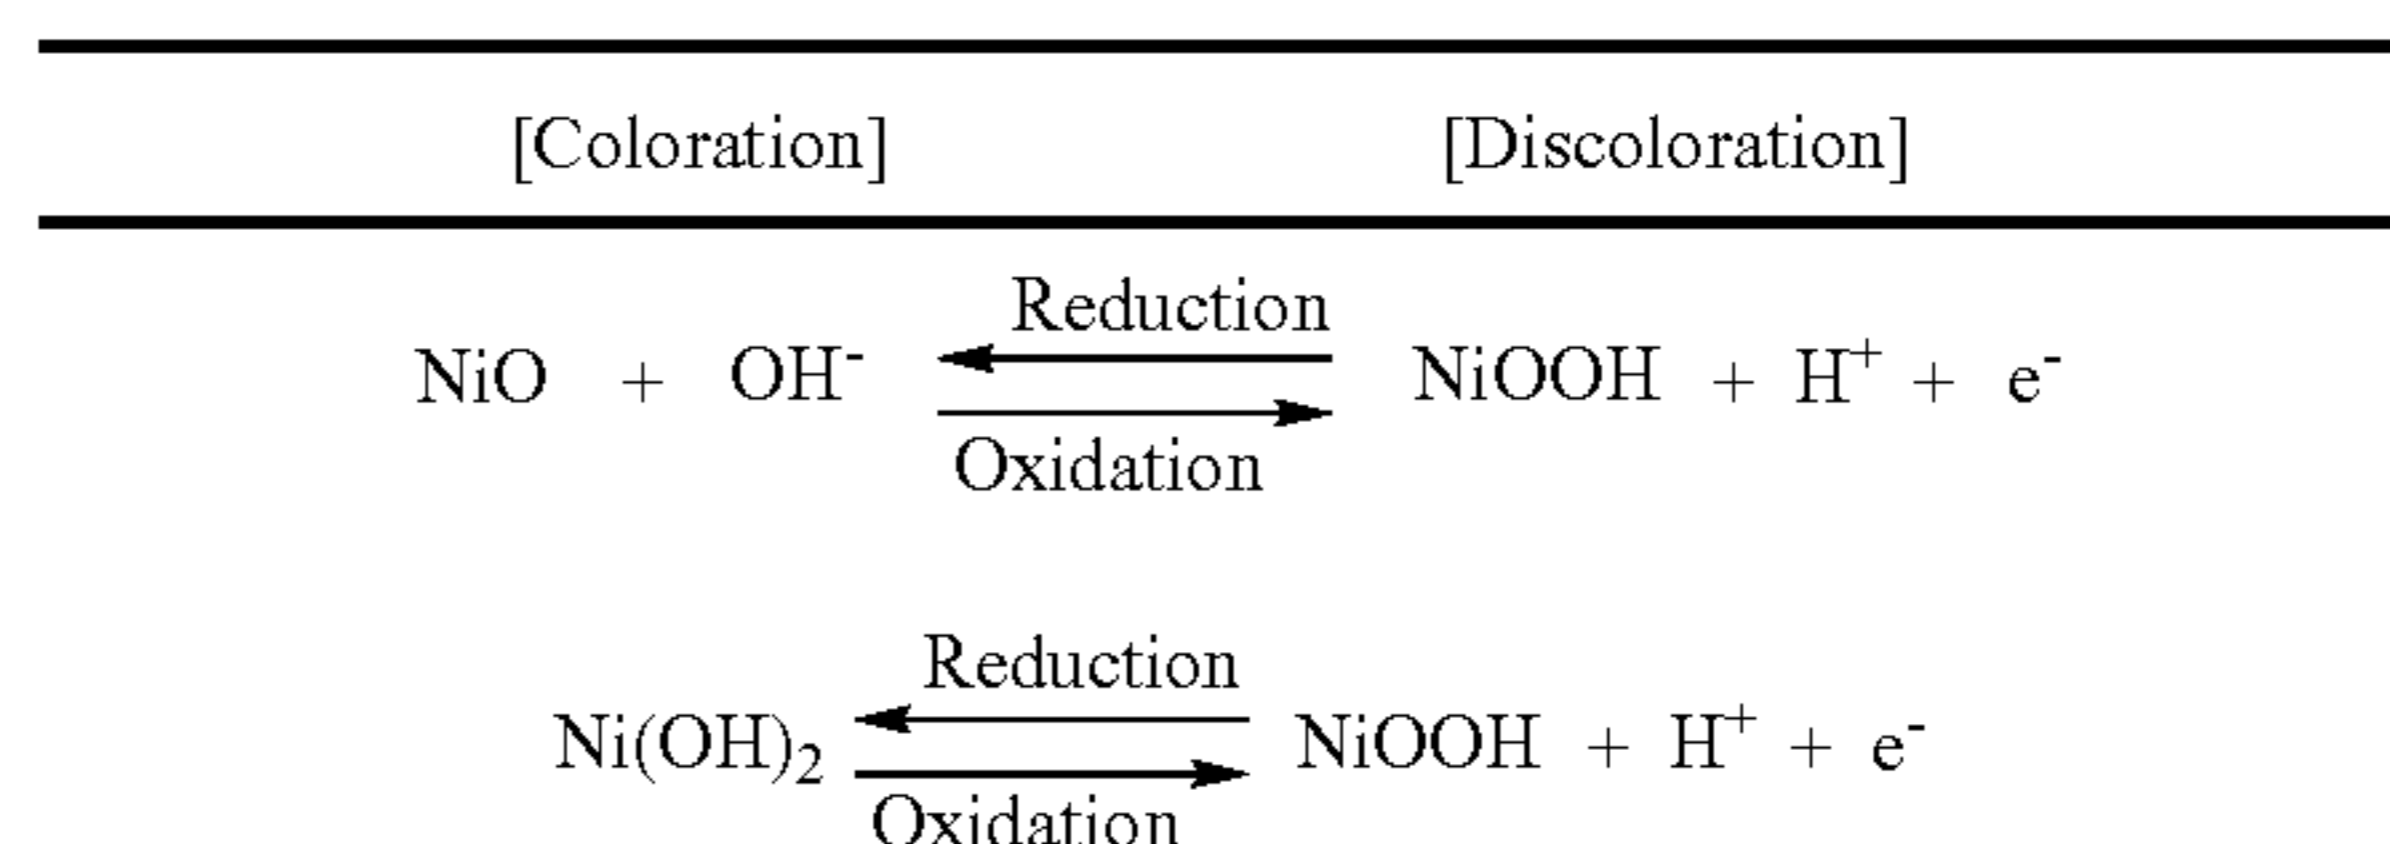 [Coloration] [Discoloration]
Reduction
NiO + OH⁻ NiOOH + H⁺ + e⁻
Oxidation
Reduction
Ni(OH)₂ NiOOH + H⁺ + e⁻
Oxidation